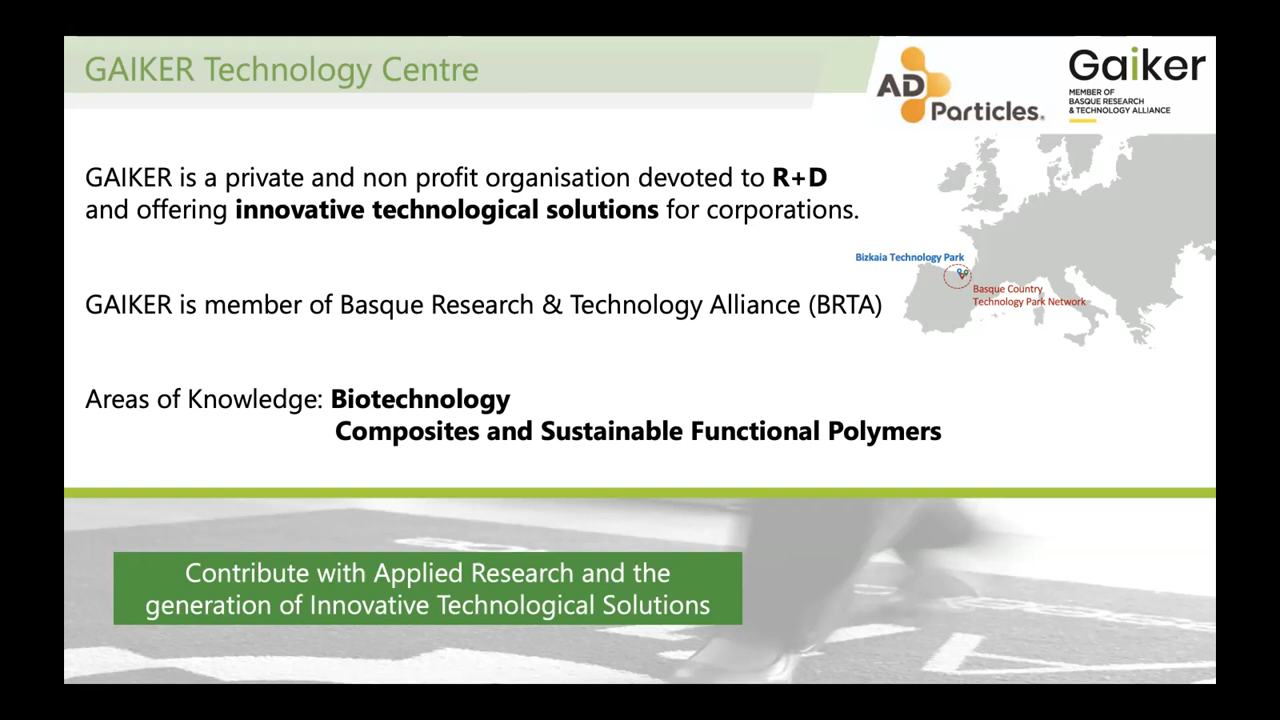 GAIKER Technology Centre
AD
Particles.
Gaiker
MEMBER OF
BASQUE RESEARCH
& TECHNOLOGY ALLIANCE
GAIKER is a private and non profit organisation devoted to R+D
and offering innovative technological solutions for corporations.
Bizkaia Technology Park
Basque Country
Technology Park Network
GAIKER is member of Basque Research & Technology Alliance (BRTA)
Areas of Knowledge: Biotechnology
Composites and Sustainable Functional Polymers
Contribute with Applied Research and the
generation of Innovative Technological Solutions